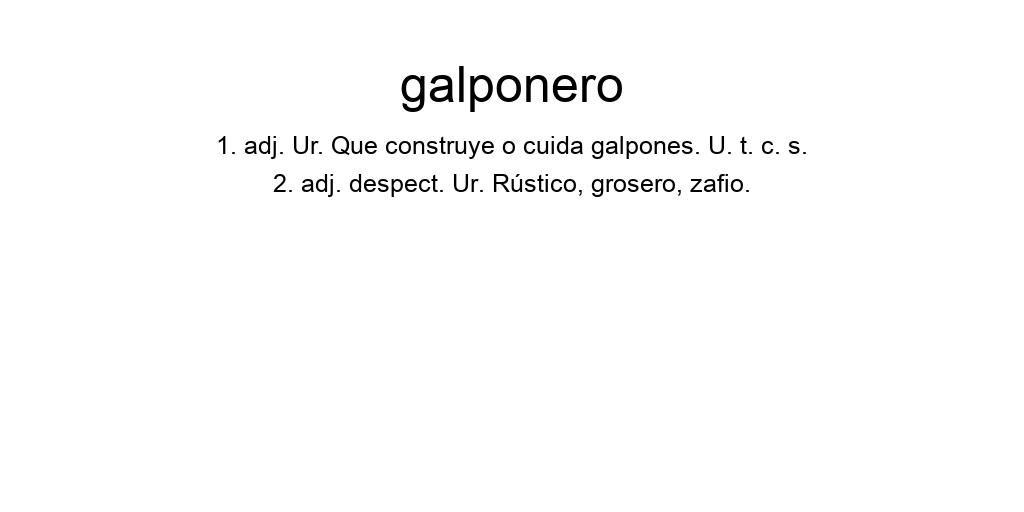 galponero
1. adj. Ur. Que construye o cuida galpones. U. t. c. s.
2. adj. despect. Ur. Rústico, grosero, zafio.